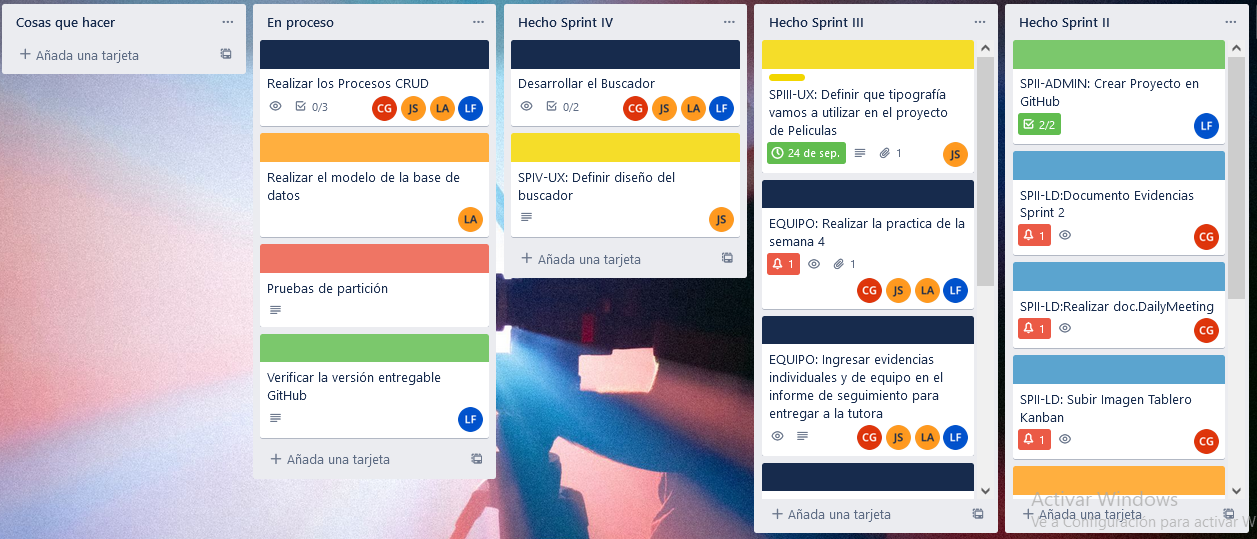 Cosas que hacer
Añada una tarjeta
En proceso
Realizar los Procesos CRUD
0/3
CG JS LA LF
Realizar el modelo de la base de
datos
LA
Pruebas de partición
Verificar la versión entregable
GitHub
LF
Añada una tarjeta
Hecho Sprint IV
Desarrollar el Buscador
0/2
CG JS LA LF
SPIV-UX: Definir diseño del
buscador
JS
Añada una tarjeta
Hecho Sprint III
SPIII-UX: Definir que tipografía
vamos a utilizar en el proyecto
de Peliculas
24 de sep.
1
JS
EQUIPO: Realizar la practica de la
semana 4
1
1
CG JS LA LF
EQUIPO: Ingresar evidencias
individuales y de equipo en el
informe de seguimiento para
entregar a la tutora
CG JS LA LF
Añada una tarjeta
Hecho Sprint II
SPII-ADMIN: Crear Proyecto en
GitHub
2/2
LF
SPII-LD:Documento Evidencias
Sprint 2
1
CG
SPII-LD:Realizar doc.DailyMeeting
1
CG
SPII-LD: Subir Imagen Tablero
Kanban
1
CG
Añada una tarjeta
Activar Windows
Ve a Configuración para activar W